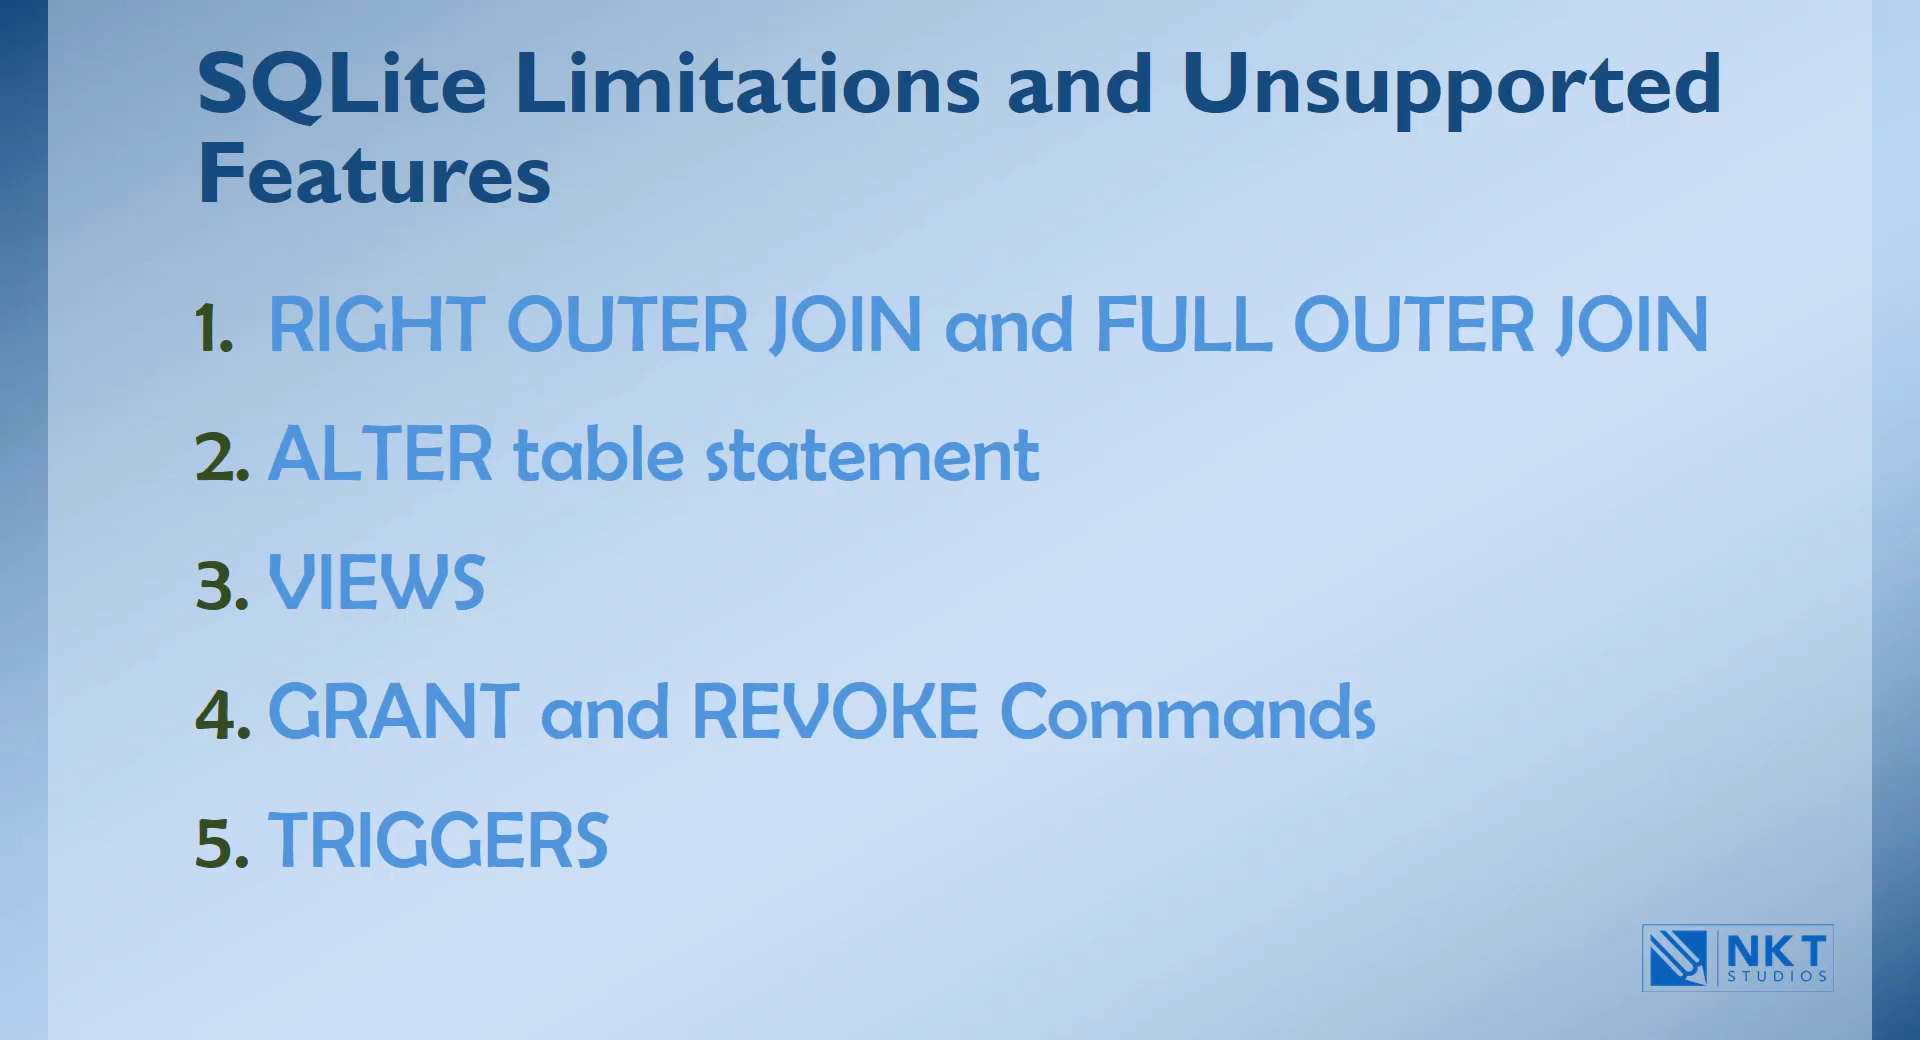 SQLite Limitations and Unsupported
Features
1. RIGHT OUTER JOIN and FULL OUTER JOIN
2. ALTER table statement
3. VIEWS
4. GRANT and REVOKE Commands
5. TRIGGERS
NKT
STUDIOS